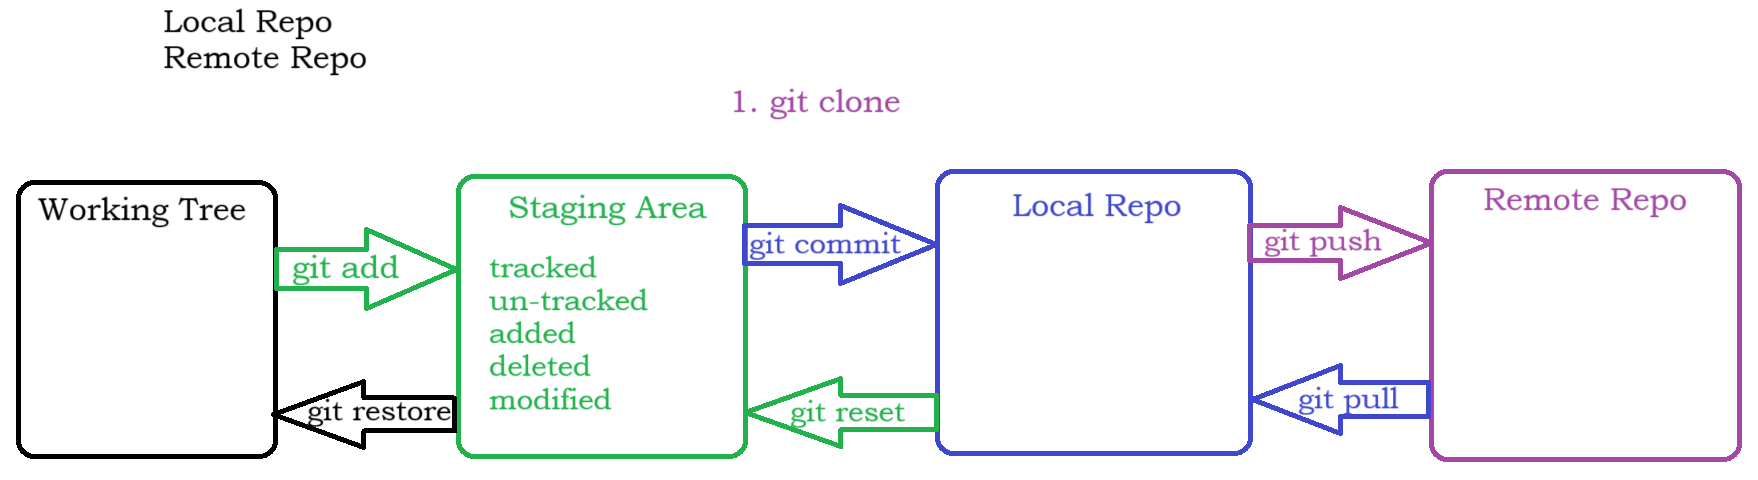 Local Repo
Remote Repo
1. git clone
Working Tree
git add
git restore
Staging Area
tracked
un-tracked
added
deleted
modified
git commit
git reset
Local Repo
git push
git pull
Remote Repo